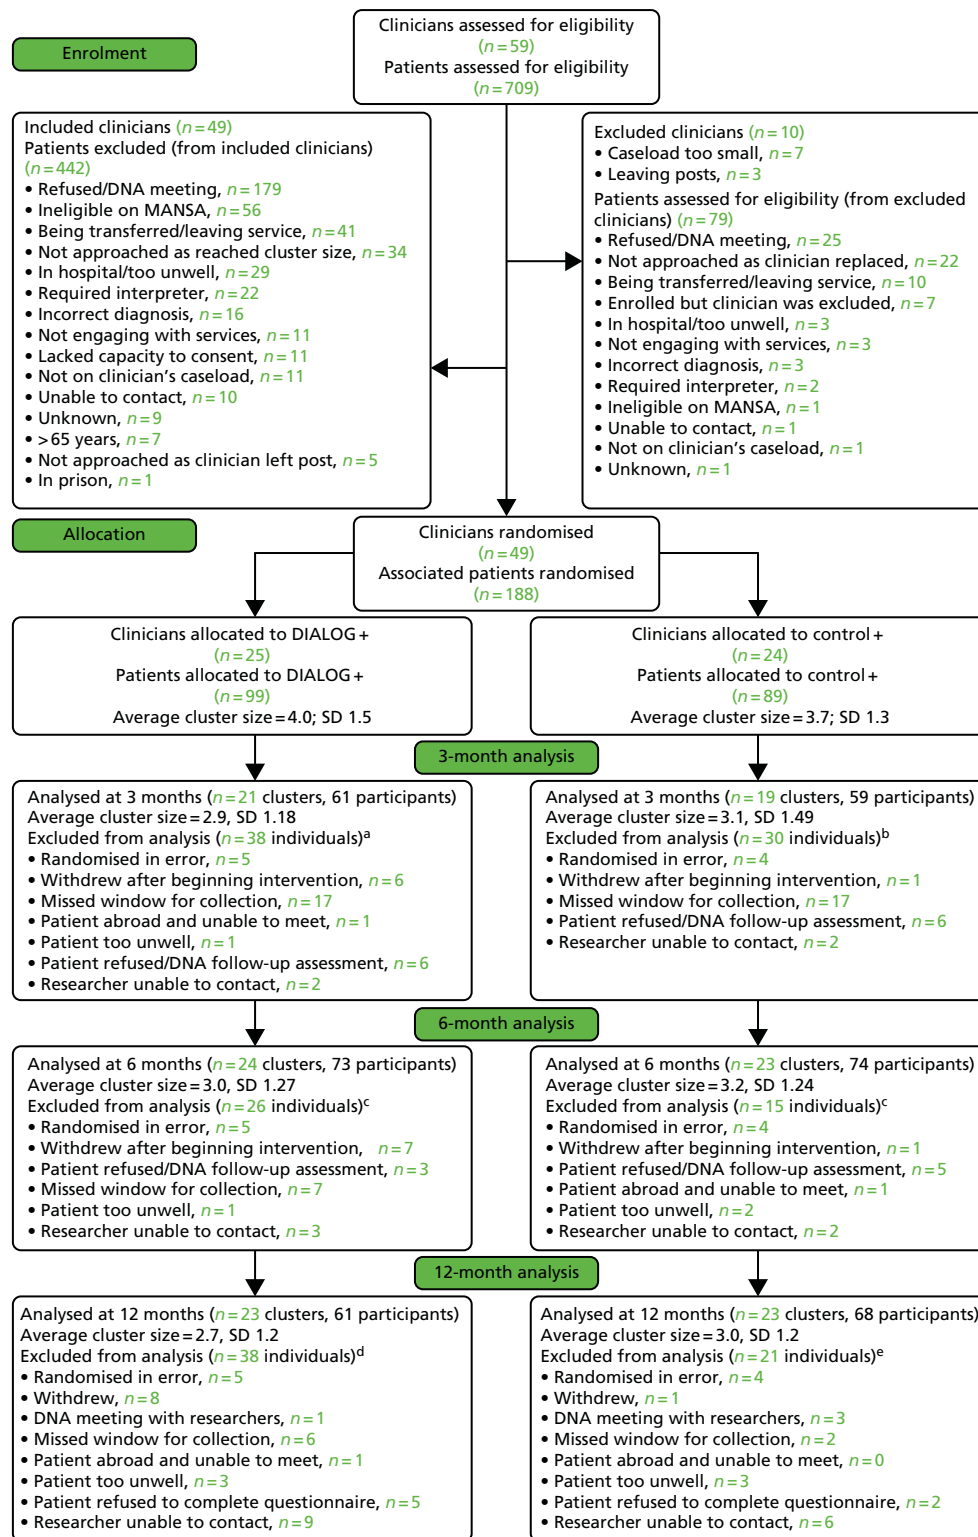 Enrolment
Clinicians assessed for eligibility
(n=59)
Patients assessed for eligibility
(n=709)
Included clinicians (n=49)
Patients excluded (from included clinicians)
(n=442)
• Refused/DNA meeting, n=179
• Ineligible on MANSA, n=56
• Being transferred/leaving service, n=41
• Not approached as reached cluster size, n=34
• In hospital/too unwell, n=29
• Required interpreter, n=22
• Incorrect diagnosis, n=16
• Not engaging with services, n=11
• Lacked capacity to consent, n=11
• Not on clinician's caseload, n=11
• Unable to contact, n=10
• Unknown, n=9
• >65 years, n=7
• Not approached as clinician left post, n=5
• In prison, n=1
Excluded clinicians (n=10)
• Caseload too small, n=7
• Leaving posts, n=3
Patients assessed for eligibility (from excluded
clinicians) (n=79)
• Refused/DNA meeting, n=25
• Not approached as clinician replaced, n=22
• Being transferred/leaving service, n=10
• Enrolled but clinician was excluded, n=7
• In hospital/too unwell, n=3
• Not engaging with services, n=3
• Incorrect diagnosis, n=3
• Required interpreter, n=2
• Ineligible on MANSA, n=1
• Unable to contact, n=1
• Not on clinician's caseload, n=1
• Unknown, n=1
Allocation
Clinicians randomised
(n=49)
Associated patients randomised
(n=188)
Clinicians allocated to DIALOG+
(n=25)
Patients allocated to DIALOG+
(n=99)
Average cluster size=4.0; SD 1.5
Clinicians allocated to control+
(n=24)
Patients allocated to control+
(n=89)
Average cluster size=3.7; SD 1.3
3-month analysis
Analysed at 3 months (n=21 clusters, 61 participants)
Average cluster size=2.9, SD 1.18
Excluded from analysis (n=38 individuals)a
• Randomised in error, n=5
• Withdrew after beginning intervention, n=6
• Missed window for collection, n=17
• Patient abroad and unable to meet, n=1
• Patient too unwell, n=1
• Patient refused/DNA follow-up assessment, n=6
• Researcher unable to contact, n=2
Analysed at 3 months (n=19 clusters, 59 participants)
Average cluster size=3.1, SD 1.49
Excluded from analysis (n=30 individuals)b
• Randomised in error, n=4
• Withdrew after beginning intervention, n=1
• Missed window for collection, n=17
• Patient refused/DNA follow-up assessment, n=6
• Researcher unable to contact, n=2
6-month analysis
Analysed at 6 months (n=24 clusters, 73 participants)
Average cluster size=3.0, SD 1.27
Excluded from analysis (n=26 individuals)c
• Randomised in error, n=5
• Withdrew after beginning intervention, n=7
• Patient refused/DNA follow-up assessment, n=3
• Missed window for collection, n=7
• Patient too unwell, n=1
• Researcher unable to contact, n=3
Analysed at 6 months (n=23 clusters, 74 participants)
Average cluster size=3.2, SD 1.24
Excluded from analysis (n=15 individuals)c
• Randomised in error, n=4
• Withdrew after beginning intervention, n=1
• Patient refused/DNA follow-up assessment, n=5
• Patient abroad and unable to meet, n=1
• Patient too unwell, n=2
• Researcher unable to contact, n=2
12-month analysis
Analysed at 12 months (n=23 clusters, 61 participants)
Average cluster size=2.7, SD 1.2
Excluded from analysis (n=38 individuals)d
• Randomised in error, n=5
• Withdrew, n=8
• DNA meeting with researchers, n=1
• Missed window for collection, n=6
• Patient abroad and unable to meet, n=1
• Patient too unwell, n=3
• Patient refused to complete questionnaire, n=5
• Researcher unable to contact, n=9
Analysed at 12 months (n=23 clusters, 68 participants)
Average cluster size=3.0, SD 1.2
Excluded from analysis (n=21 individuals)e
• Randomised in error, n=4
• Withdrew, n=1
• DNA meeting with researchers, n=3
• Missed window for collection, n=2
• Patient abroad and unable to meet, n=0
• Patient too unwell, n=3
• Patient refused to complete questionnaire, n=2
• Researcher unable to contact, n=6